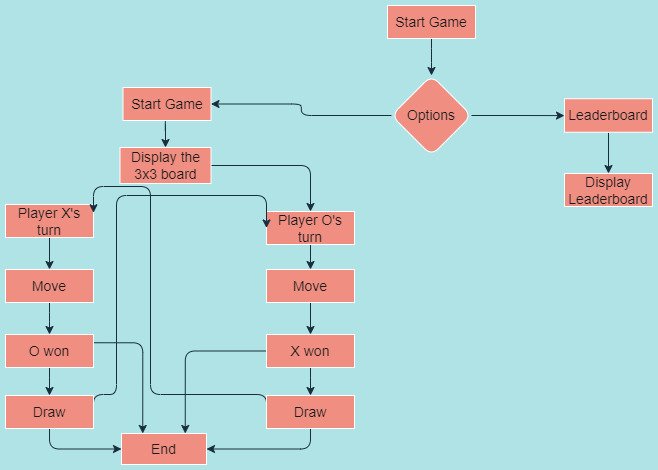 Start Game
Options
Start Game
Leaderboard
Display the
3x3 board
Display
Leaderboard
Player X's
turn
Player O's
turn
Move
Move
O won
X won
Draw
Draw
End